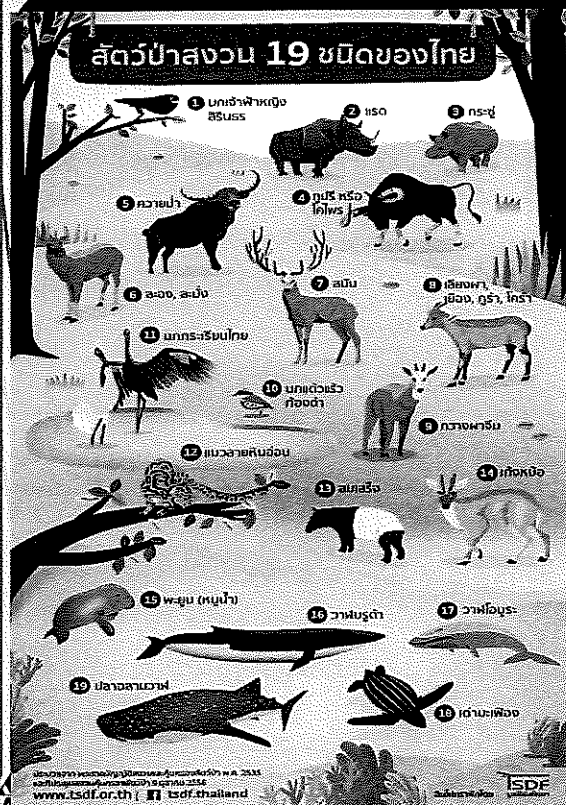 สัตว์ป่าสงวน 19 ชนิดของไทย
1 นกเจ้าฟ้าหญิง
สิรินธร
2 แรด
3 กระซู่
5 ควายป่า
4 กูปรี หรือ
โคไพร
6 ละอง, ละมั่ง
7 สมัน
8 เลียงผา,
เยือง, กูรำ, โครำ
11 นกกระเรียนไทย
10 นกแต้วแร้ว
ท้องดำ
9 กวางผาจีน
12 แมวลายหินอ่อน
13 สมเสร็จ
14 เก้งหม้อ
15 พะยูน (หมูน้ำ)
16 วาฬบรูด้า
17 วาฬโอมูระ
19 ปลาฉลามวาฬ
18 เต่ามะเฟือง
www.tsdf.or.th | tsdf.thailand
TSDF